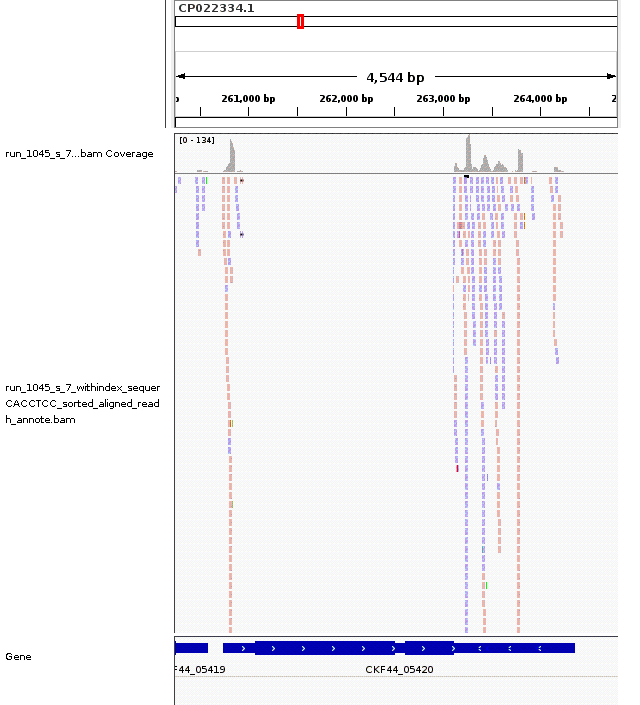 CP022334.1
4,544 bp
261,000 bp 262,000 bp 263,000 bp 264,000 bp 2
[0 - 134]
run_1045_s_7...bam Coverage
run_1045_s_7_withindex_sequer
CACCTCC_sorted_aligned_read
h_annote.bam
Gene
F44_05419 CKF44_05420